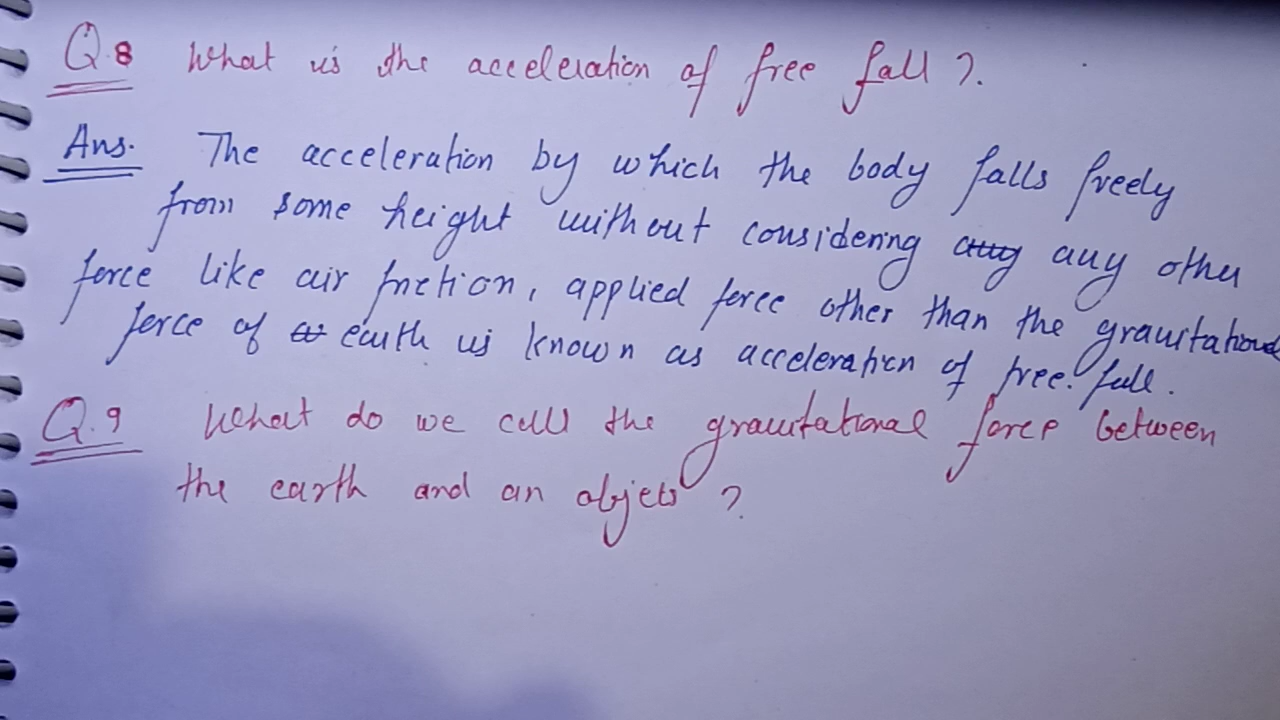 Q.8 What is the acceleration of free fall ?.
Ans. The acceleration by which the body falls freely
from some height without considering any any other
force like air friction, applied force other than the gravitational
force of earth is known as acceleration of free. fall.
Q.9 What do we call the gravitational force between
the earth and an objets ?